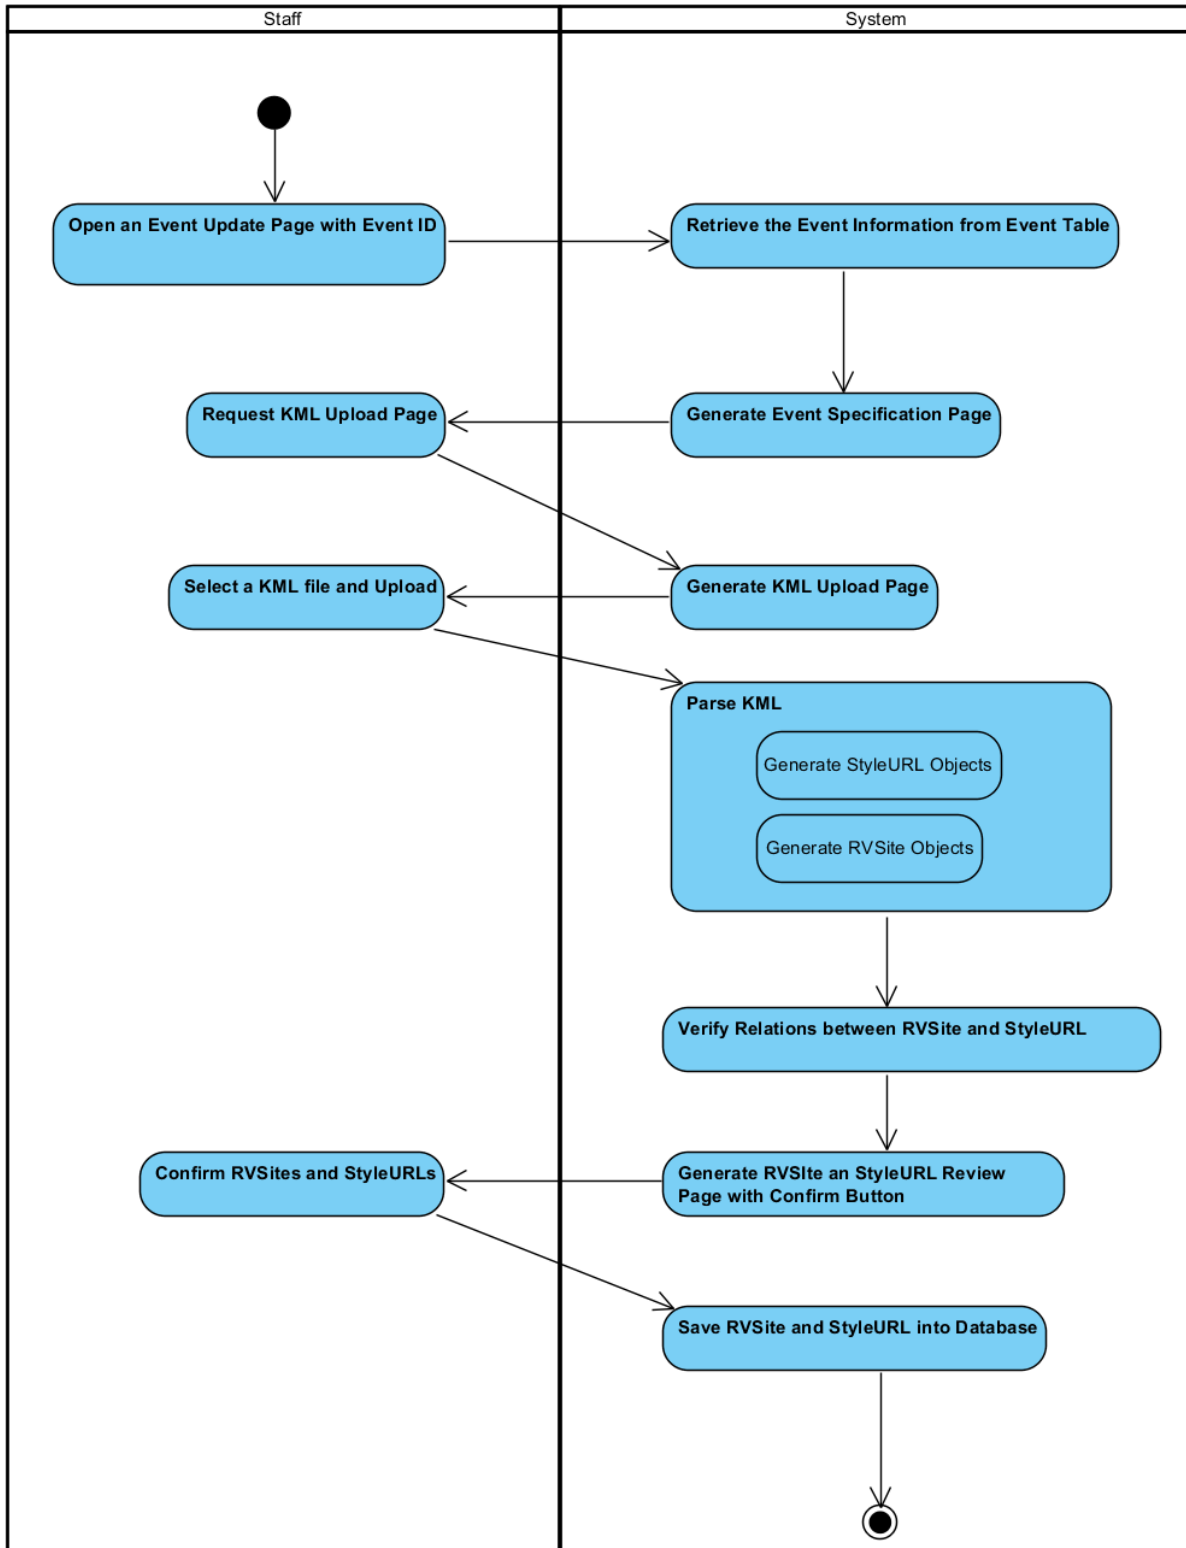 Staff
System
Open an Event Update Page with Event ID
Retrieve the Event Information from Event Table
Request KML Upload Page
Generate Event Specification Page
Select a KML file and Upload
Generate KML Upload Page
Parse KML
Generate StyleURL Objects
Generate RVSite Objects
Verify Relations between RVSite and StyleURL
Confirm RVSites and StyleURLs
Generate RVSIte an StyleURL Review
Page with Confirm Button
Save RVSite and StyleURL into Database